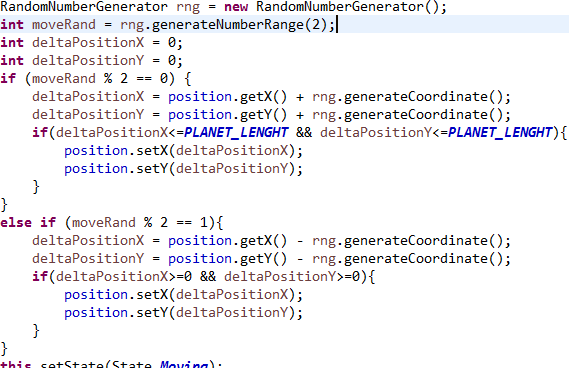 RandomNumberGenerator rng = new RandomNumberGenerator();
int moveRand = rng.generateNumberRange(2);
int deltaPositionX = 0;
int deltaPositionY = 0;
if (moveRand % 2 == 0) {
deltaPositionX = position.getX() + rng.generateCoordinate();
deltaPositionY = position.getY() + rng.generateCoordinate();
if(deltaPositionX<=PLANET_LENGHT && deltaPositionY<=PLANET_LENGHT){
position.setX(deltaPositionX);
position.setY(deltaPositionY);
}
}
else if (moveRand % 2 == 1){
deltaPositionX = position.getX() - rng.generateCoordinate();
deltaPositionY = position.getY() - rng.generateCoordinate();
if(deltaPositionX>=0 && deltaPositionY>=0){
position.setX(deltaPositionX);
position.setY(deltaPositionY);
}
}
this.setState(State.Moving);